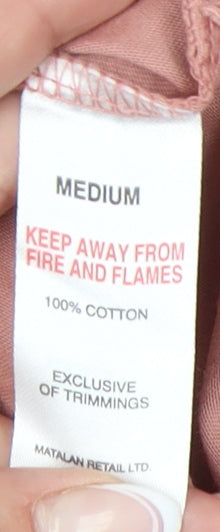 MEDIUM
KEEP AWAY FROM
FIRE AND FLAMES
100% COTTON
EXCLUSIVE
OF TRIMMINGS
MATALAN RETAIL LTD.